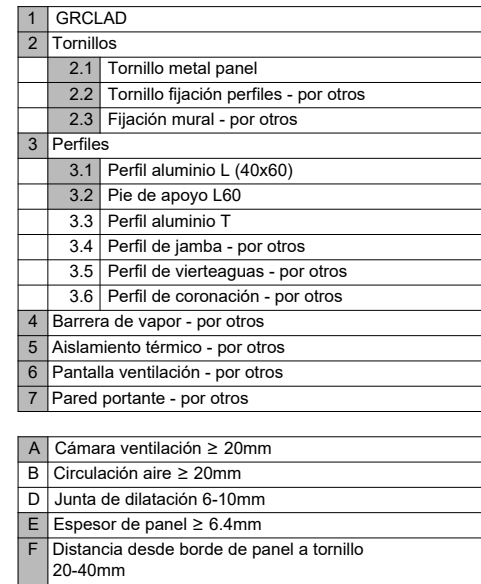 1 GRCLAD
2 Tornillos
2.1 Tornillo metal panel
2.2 Tornillo fijación perfiles - por otros
2.3 Fijación mural - por otros
3 Perfiles
3.1 Perfil aluminio L (40x60)
3.2 Pie de apoyo L60
3.3 Perfil aluminio T
3.4 Perfil de jamba - por otros
3.5 Perfil de vierteaguas - por otros
3.6 Perfil de coronación - por otros
4 Barrera de vapor - por otros
5 Aislamiento térmico - por otros
6 Pantalla ventilación - por otros
7 Pared portante - por otros
A Cámara ventilación ≥ 20mm
B Circulación aire ≥ 20mm
D Junta de dilatación 6-10mm
E Espesor de panel ≥ 6.4mm
F Distancia desde borde de panel a tornillo
20-40mm